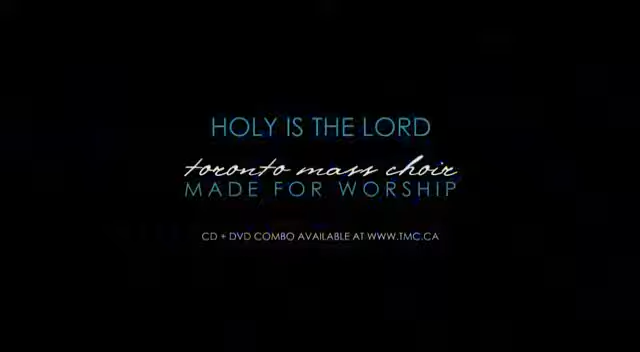 HOLY IS THE LORD
toronto mass choir
MADE FOR WORSHIP
CD + DVD COMBO AVAILABLE AT WWW.TMC.CA